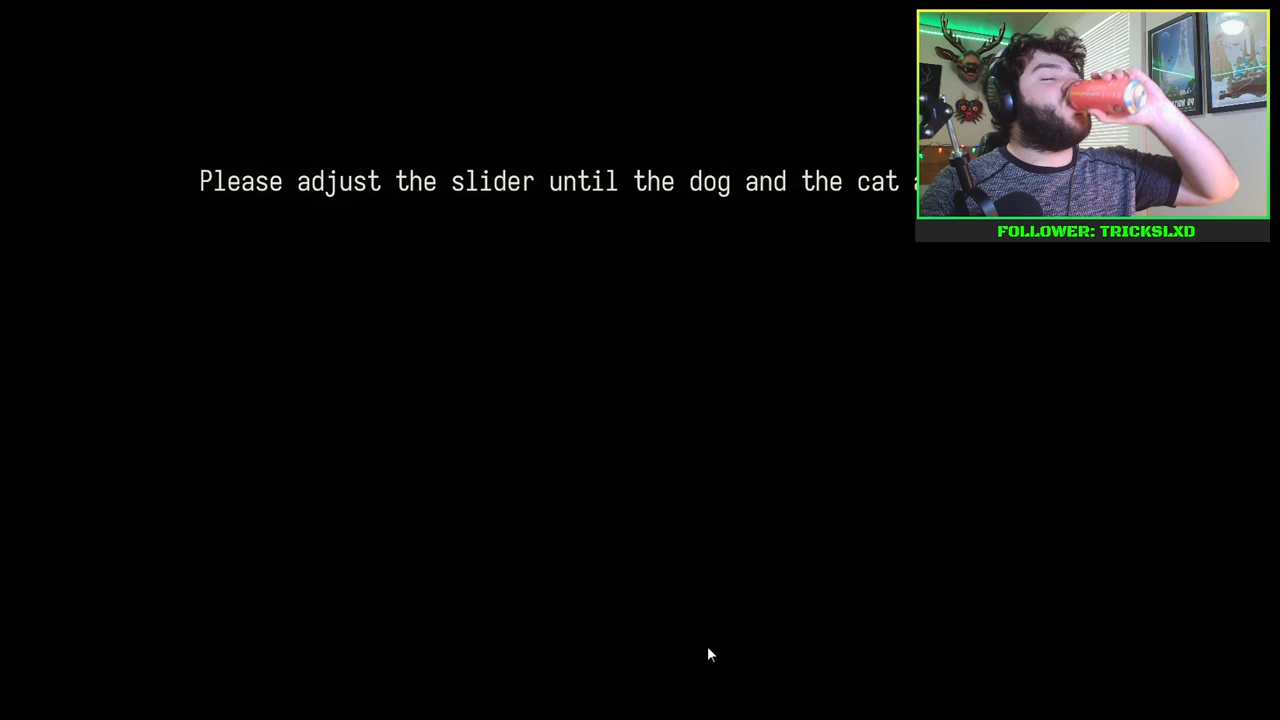 Please adjust the slider until the dog and the cat
FOLLOWER: TRICKSLXD